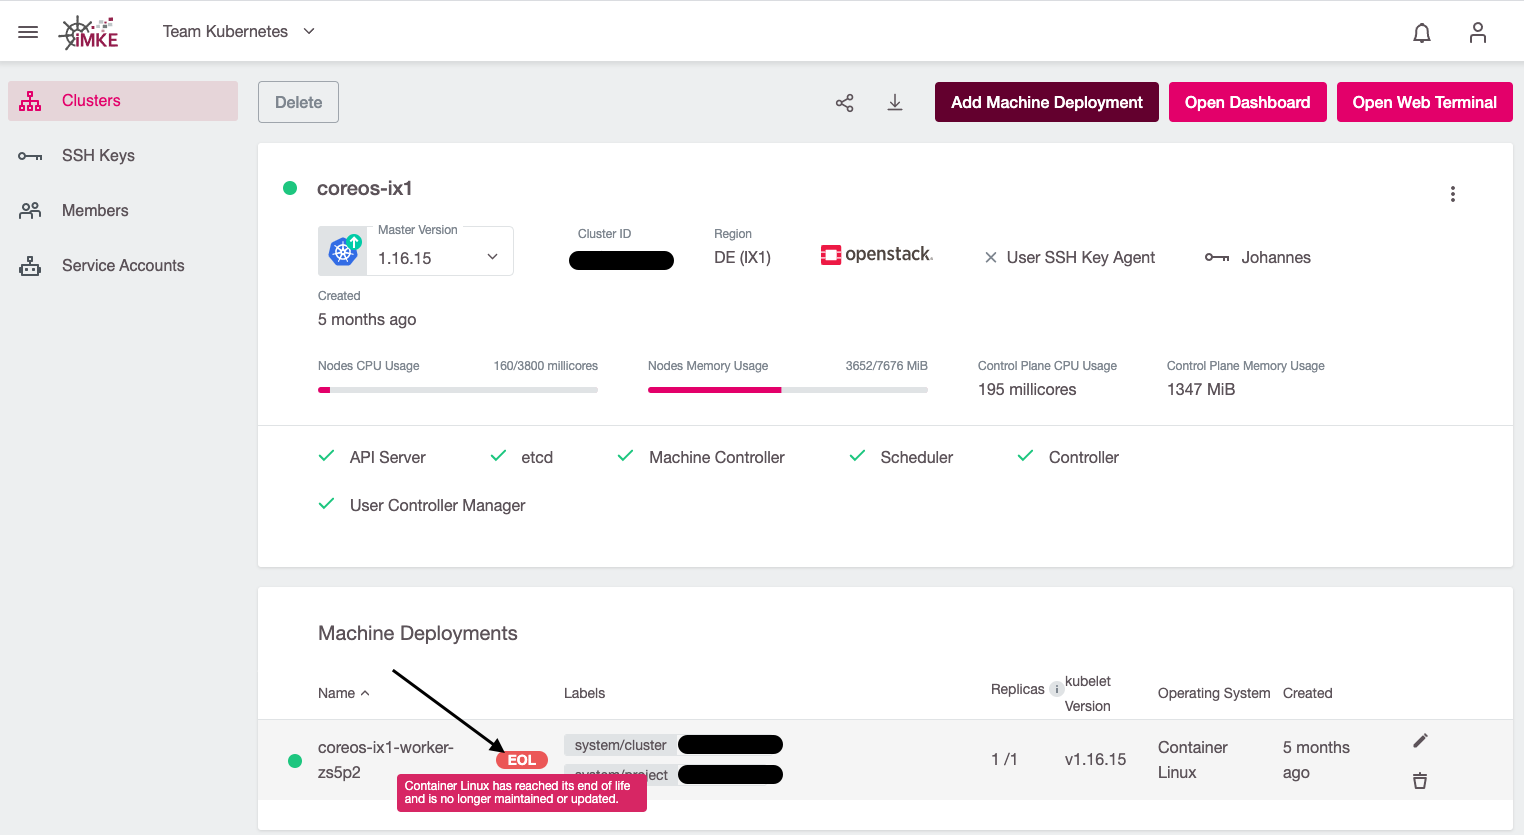 iMKE
Team Kubernetes
Clusters
SSH Keys
Members
Service Accounts
Delete
Add Machine Deployment
Open Dashboard
Open Web Terminal
coreos-ix1
Master Version
1.16.15
Cluster ID
Region
DE (IX1)
openstack.
User SSH Key Agent
Johannes
Created
5 months ago
Nodes CPU Usage
160/3800 millicores
Nodes Memory Usage
3652/7676 MiB
Control Plane CPU Usage
195 millicores
Control Plane Memory Usage
1347 MiB
API Server
etcd
Machine Controller
Scheduler
Controller
User Controller Manager
Machine Deployments
Name
Labels
Replicas
i
kubelet
Version
Operating System
Created
coreos-ix1-worker-
zs5p2
EOL
system/cluster
system/project
1 /1
v1.16.15
Container
Linux
5 months
ago
Container Linux has reached its end of life
and is no longer maintained or updated.